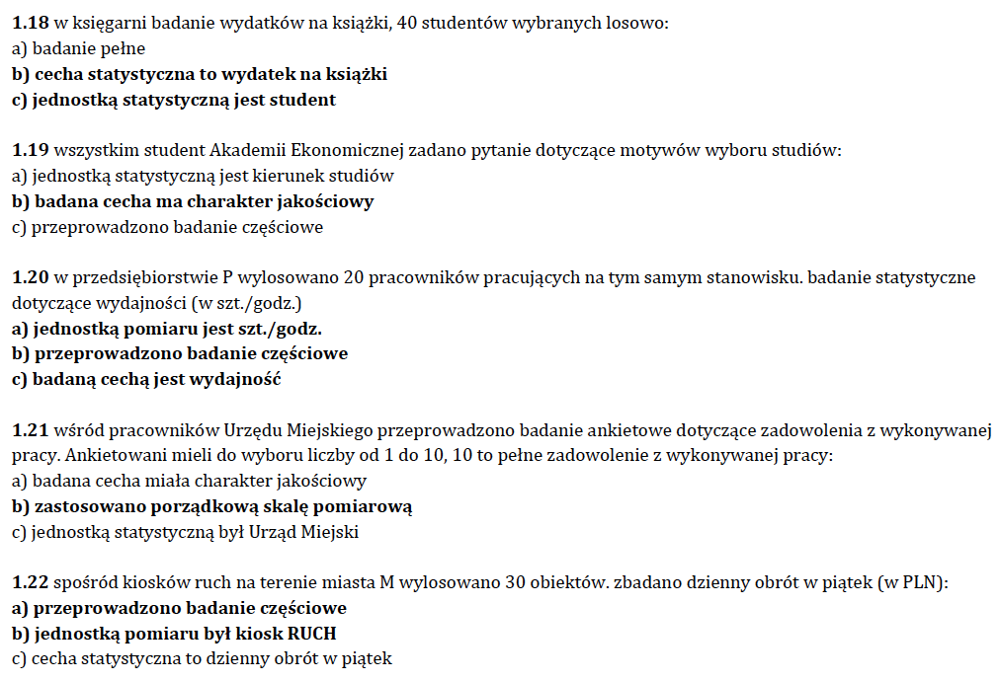 1.18 w księgarni badanie wydatków na książki, 40 studentów wybranych losowo:
a) badanie pełne
b) cecha statystyczna to wydatek na książki
c) jednostką statystyczną jest student
1.19 wszystkim student Akademii Ekonomicznej zadano pytanie dotyczące motywów wyboru studiów:
a) jednostką statystyczną jest kierunek studiów
b) badana cecha ma charakter jakościowy
c) przeprowadzono badanie częściowe
1.20 w przedsiębiorstwie P wylosowano 20 pracowników pracujących na tym samym stanowisku. badanie statystyczne
dotyczące wydajności (w szt./godz.)
a) jednostką pomiaru jest szt./godz.
b) przeprowadzono badanie częściowe
c) badaną cechą jest wydajność
1.21 wśród pracowników Urzędu Miejskiego przeprowadzono badanie ankietowe dotyczące zadowolenia z wykonywanej
pracy. Ankietowani mieli do wyboru liczby od 1 do 10, 10 to pełne zadowolenie z wykonywanej pracy:
a) badana cecha miała charakter jakościowy
b) zastosowano porządkową skalę pomiarową
c) jednostką statystyczną był Urząd Miejski
1.22 spośród kiosków ruch na terenie miasta M wylosowano 30 obiektów. zbadano dzienny obrót w piątek (w PLN):
a) przeprowadzono badanie częściowe
b) jednostką pomiaru był kiosk RUCH
c) cecha statystyczna to dzienny obrót w piątek